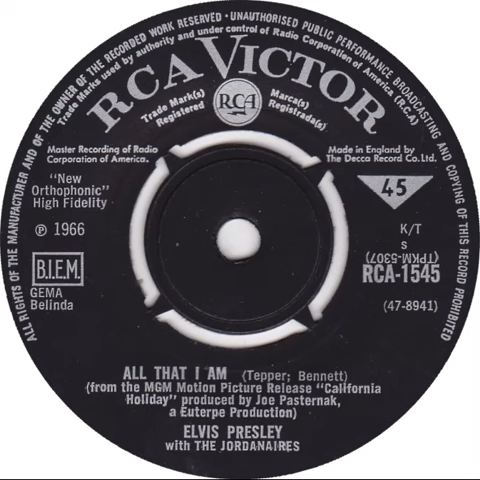 ALL RIGHTS OF THE MANUFACTURER AND OF THE OWNER OF THE RECORDED WORK RESERVED • UNAUTHORISED PUBLIC PERFORMANCE BROADCASTING AND COPYING OF THIS RECORD PROHIBITED
Trade Marks used by authority and under control of Radio Corporation of America (R.C.A)
RCA VICTOR
Trade Mark(s)
Registered
RCA
Marca(s)
Registrada(s)
Master Recording of Radio
Corporation of America.
Made in England by
The Decca Record Co. Ltd.
"New
Orthophonic"
High Fidelity
45
℗ 1966
K/T
S
(TPKM-5307)
RCA-1545
B.I.E.M.
GEMA
Belinda
(47-8941)
ALL THAT I AM (Tepper; Bennett)
(from the MGM Motion Picture Release "California
Holiday" produced by Joe Pasternak,
a Euterpe Production)
ELVIS PRESLEY
with THE JORDANAIRES